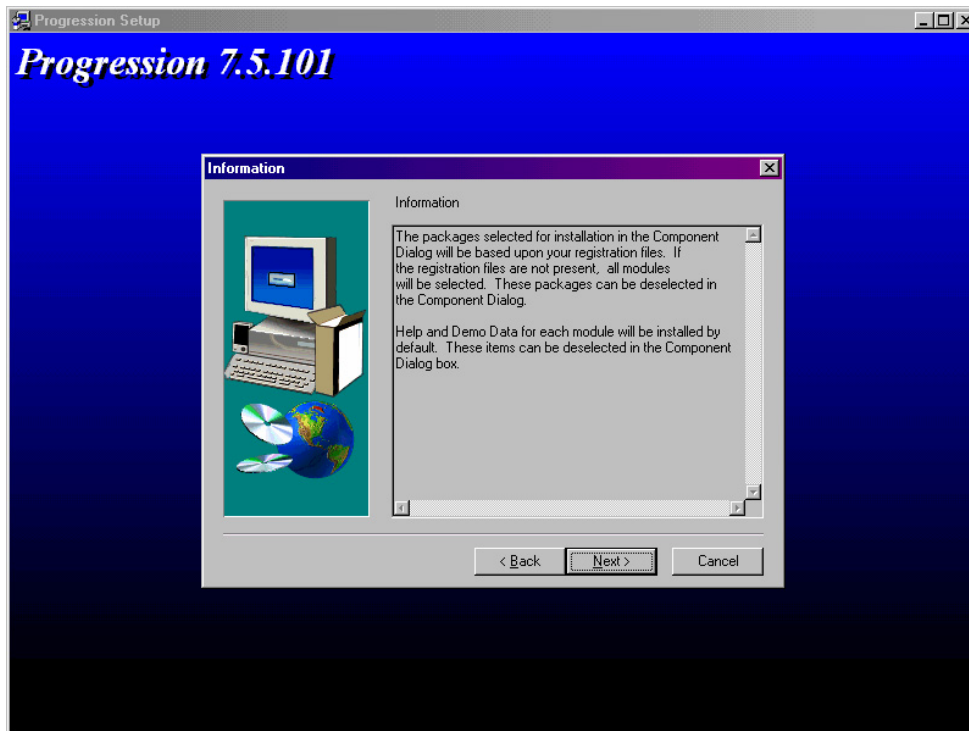 Progression Setup
Progression 7.5.101
Information
Information
The packages selected for installation in the Component
Dialog will be based upon your registration files.  If
the registration files are not present,  all modules
will be selected.  These packages can be deselected in
the Component Dialog.
Help and Demo Data for each module will be installed by
default.  These items can be deselected in the Component
Dialog box.
< Back
Next >
Cancel